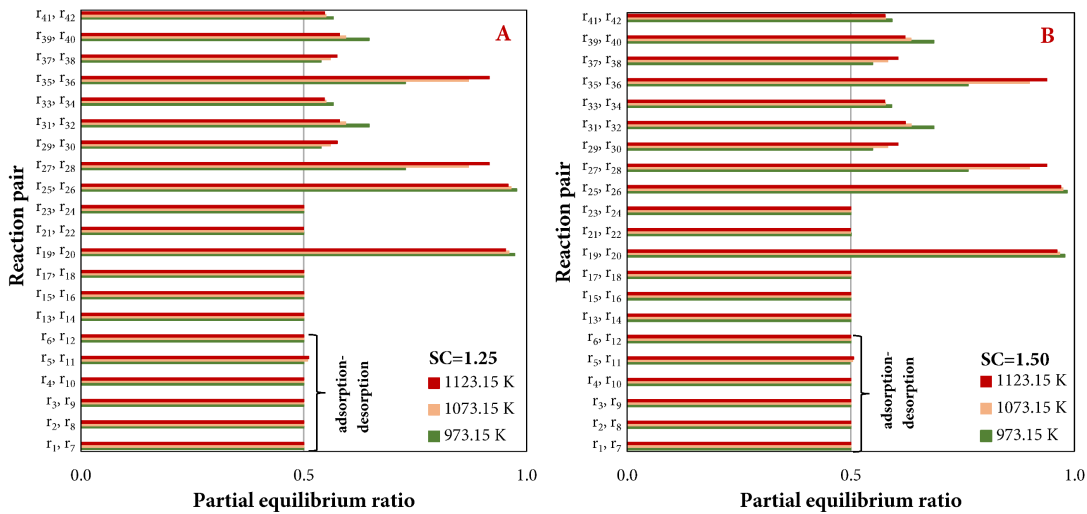 A
Reaction pair
r41, r42
r39, r40
r37, r38
r35, r36
r33, r34
r31, r32
r29, r30
r27, r28
r25, r26
r23, r24
r21, r22
r19, r20
r17, r18
r15, r16
r13, r14
r6, r12
r5, r11
r4, r10
r3, r9
r2, r8
r1, r7
adsorption-
desorption
SC=1.25
1123.15 K
1073.15 K
973.15 K
0.0 0.5 1.0
Partial equilibrium ratio
B
Reaction pair
r41, r42
r39, r40
r37, r38
r35, r36
r33, r34
r31, r32
r29, r30
r27, r28
r25, r26
r23, r24
r21, r22
r19, r20
r17, r18
r15, r16
r13, r14
r6, r12
r5, r11
r4, r10
r3, r9
r2, r8
r1, r7
adsorption-
desorption
SC=1.50
1123.15 K
1073.15 K
973.15 K
0.0 0.5 1.0
Partial equilibrium ratio